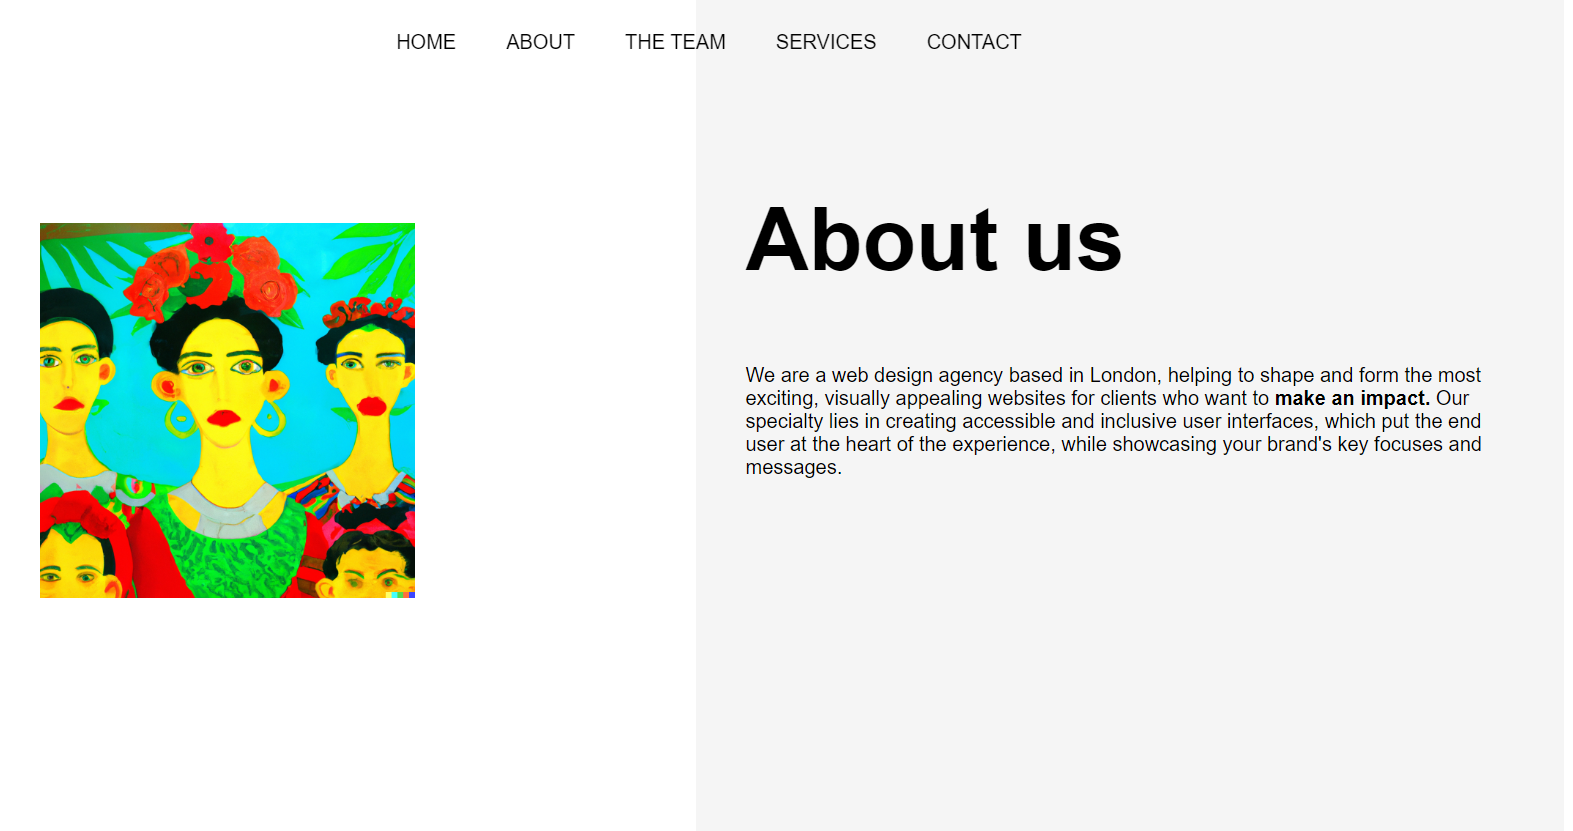 HOME ABOUT THE TEAM SERVICES CONTACT
About us
We are a web design agency based in London, helping to shape and form the most
exciting, visually appealing websites for clients who want to make an impact. Our
specialty lies in creating accessible and inclusive user interfaces, which put the end
user at the heart of the experience, while showcasing your brand's key focuses and
messages.